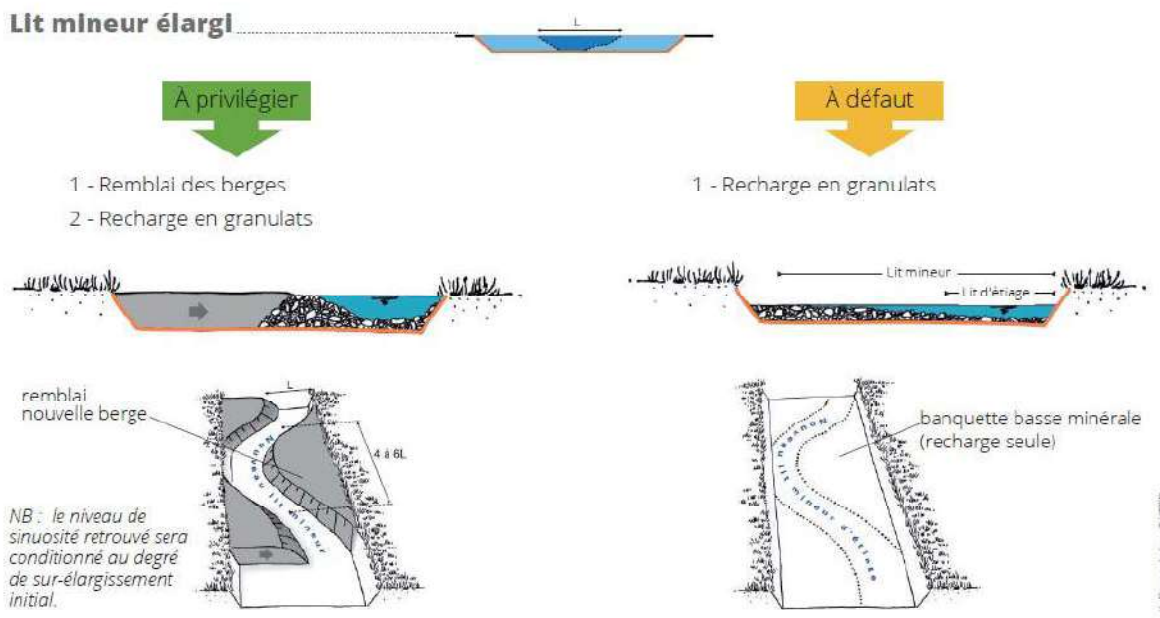 Lit mineur élargi
L
À privilégier
1 - Remblai des berges
2 - Recharge en granulats
remblai
nouvelle berge
L
Nouveau lit mineur
4 à 6L
NB : le niveau de
sinuosité retrouvé sera
conditionné au degré
de sur-élargissement
initial.
À défaut
1 - Recharge en granulats
Lit mineur
Lit d'étiage
Nouveau lit mineur d'étiage
banquette basse minérale
(recharge seule)